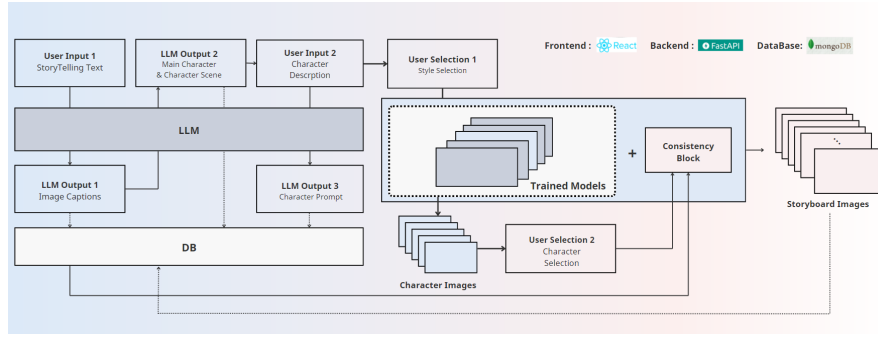 Frontend : React Backend : FastAPI DataBase: mongoDB
User Input 1
StoryTelling Text
LLM Output 2
Main Character
& Character Scene
User Input 2
Character
Descrption
User Selection 1
Style Selection
LLM
LLM Output 1
Image Captions
LLM Output 3
Character Prompt
DB
Trained Models
+
Consistency
Block
Storyboard Images
Character Images
User Selection 2
Character
Selection